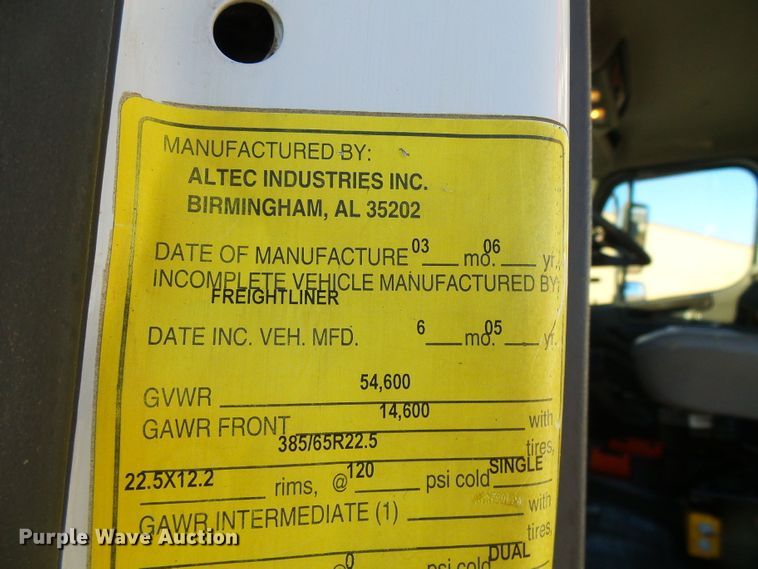 MANUFACTURED BY:
ALTEC INDUSTRIES INC.
BIRMINGHAM, AL 35202
DATE OF MANUFACTURE 03 mo. 06 yr.
INCOMPLETE VEHICLE MANUFACTURED BY:
FREIGHTLINER
DATE INC. VEH. MFD. 6 mo. 05 yr.
GVWR 54,600
GAWR FRONT 14,600 with
385/65R22.5 tires,
22.5X12.2 rims, @ 120 psi cold SINGLE
GAWR INTERMEDIATE (1) with
tires,
@ 0 psi cold DUAL
Purple Wave Auction